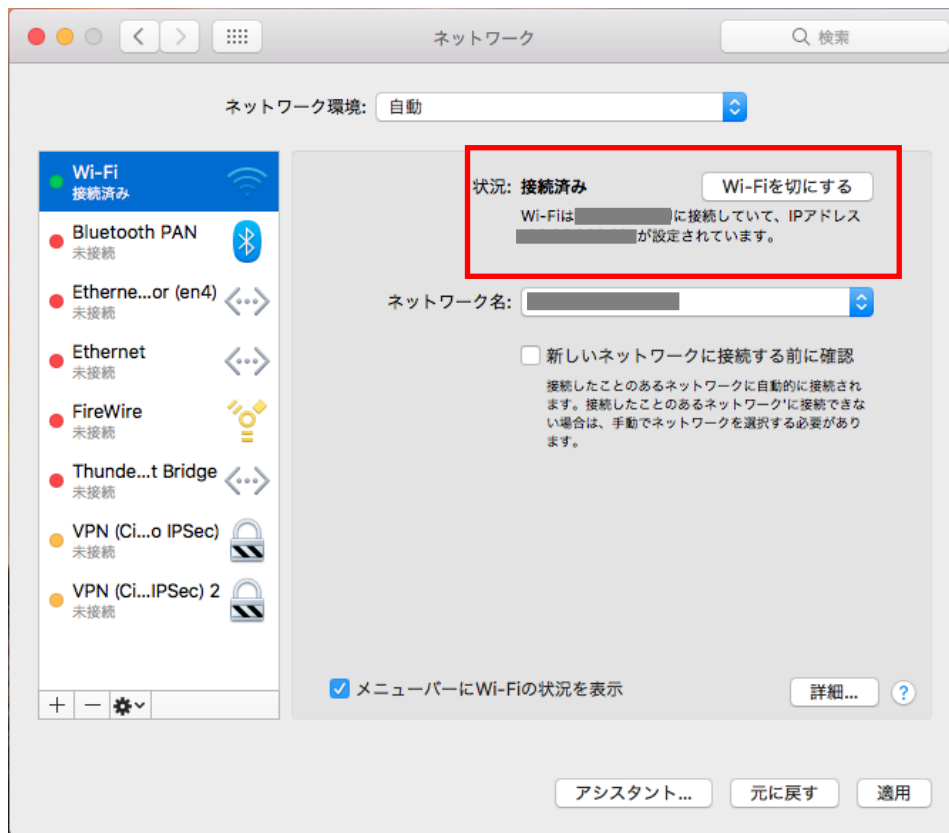 ネットワーク
検索
ネットワーク環境: 自動
Wi-Fi
接続済み
Bluetooth PAN
未接続
Etherne...or (en4)
未接続
Ethernet
未接続
FireWire
未接続
Thunde...t Bridge
未接続
VPN (Ci...o IPSec)
未接続
VPN (Ci...IPSec) 2
未接続
状況: 接続済み
Wi-Fiを切にする
Wi-Fiは に接続していて、IPアドレス
が設定されています。
ネットワーク名:
新しいネットワークに接続する前に確認
接続したことのあるネットワークに自動的に接続され
ます。接続したことのあるネットワーク'に接続できな
い場合は、手動でネットワークを選択する必要があり
ます。
メニューバーにWi-Fiの状況を表示
詳細...
?
アシスタント...
元に戻す
適用